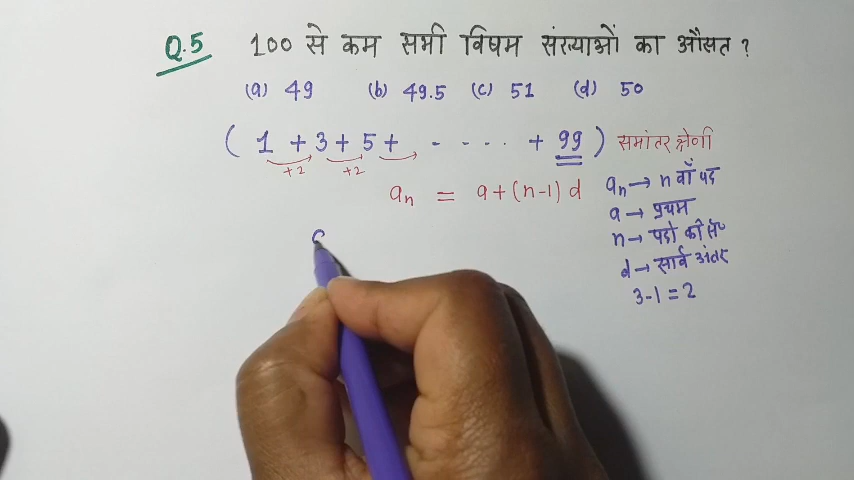 Q.5 100 से कम सभी विषम संख्याओं का औसत ?
(a) 49 (b) 49.5 (c) 51 (d) 50
( 1 + 3 + 5 + - - - - - + 99 ) समांतर श्रेणी
+2 +2
an = a + (n-1) d
an → n वाँ पद
a → प्रथम
n → पदो की सं०
d → सार्व अंतर
3-1 = 2